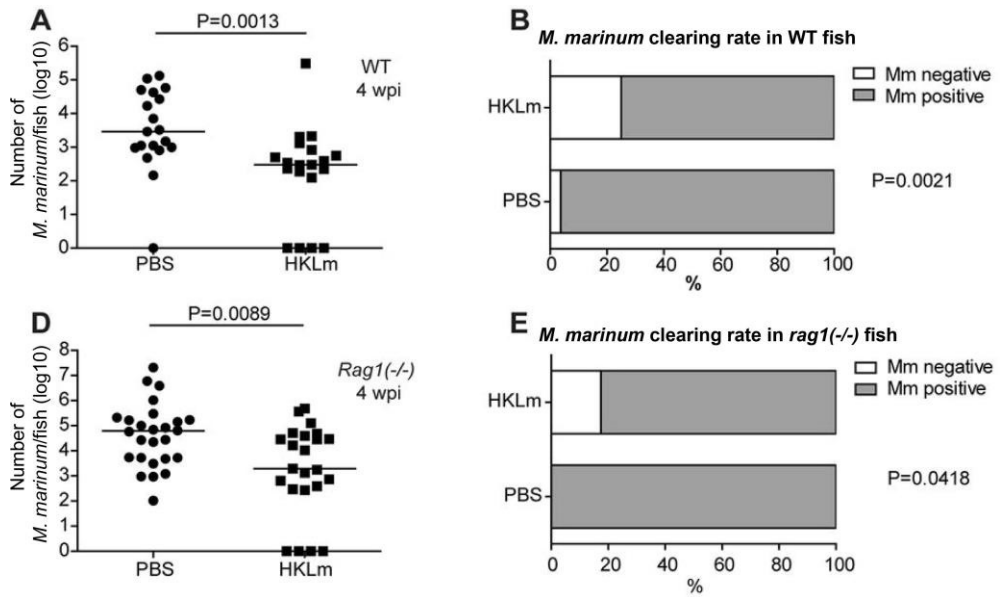 A
P=0.0013
WT
4 wpi
Number of
M. marinum/fish (log10)
6
5
4
3
2
1
0
PBS
HKLm
B
M. marinum clearing rate in WT fish
HKLm
PBS
Mm negative
Mm positive
P=0.0021
0 20 40 60 80 100
%
D
P=0.0089
Rag1(-/-)
4 wpi
Number of
M. marinum/fish (log10)
8
7
6
5
4
3
2
1
0
PBS
HKLm
E
M. marinum clearing rate in rag1(-/-) fish
HKLm
PBS
Mm negative
Mm positive
P=0.0418
0 20 40 60 80 100
%